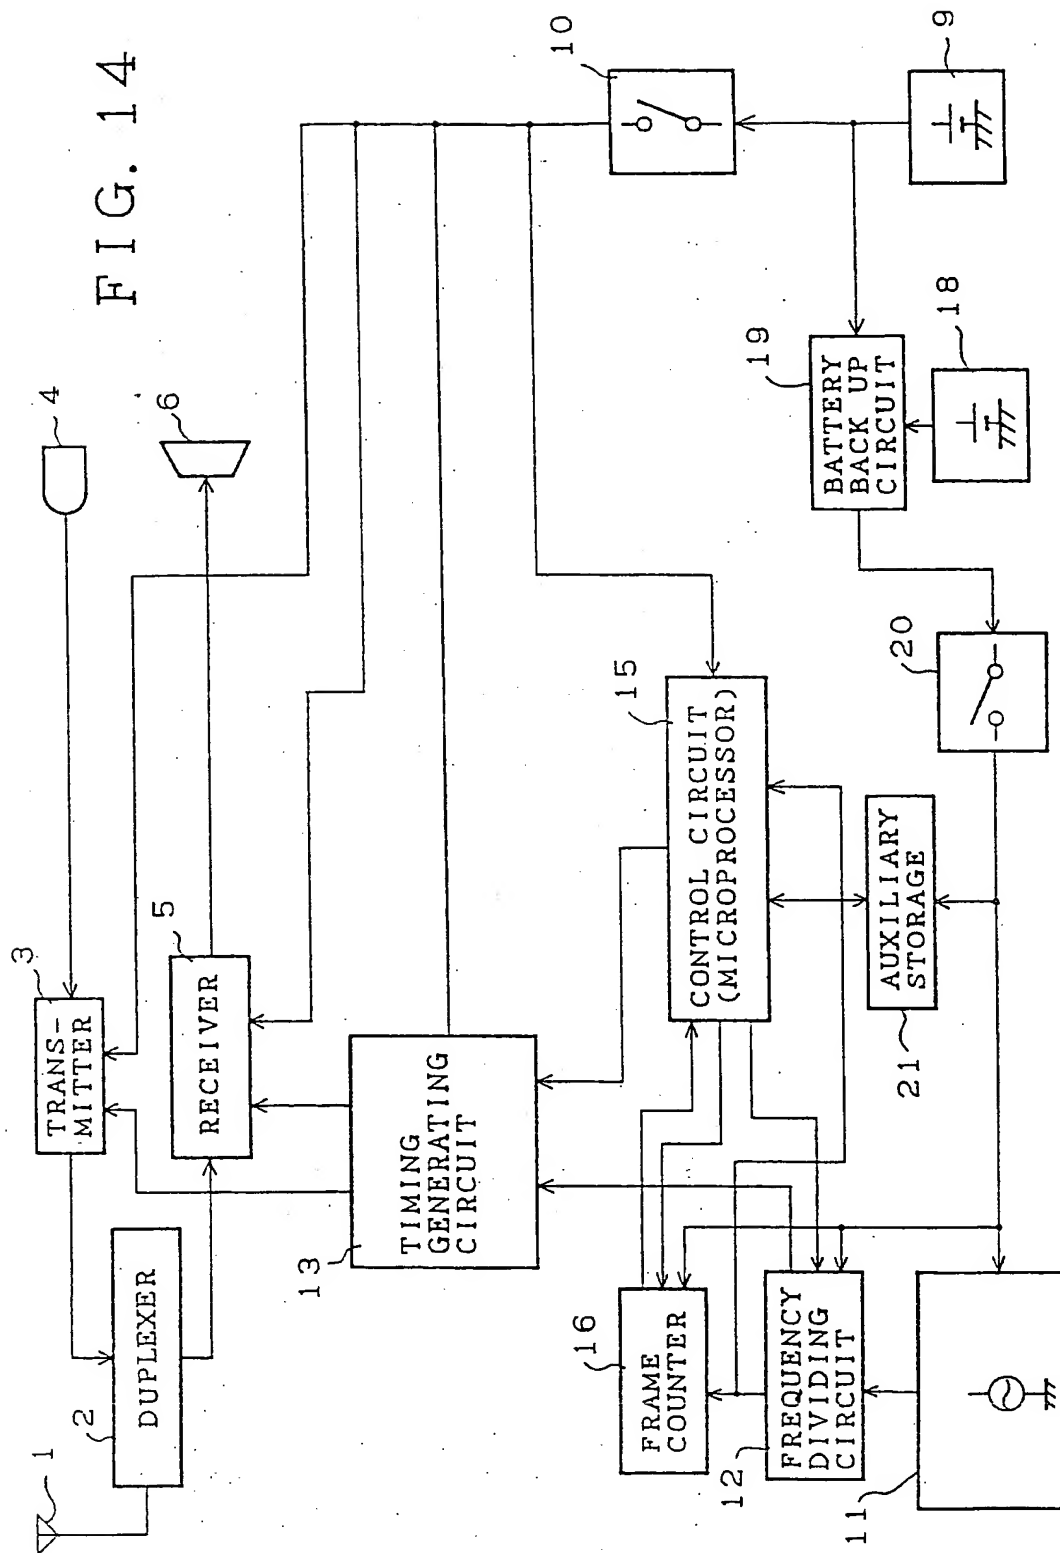 FIG. 14
1
2
DUPLEXER
3
TRANS-
MITTER
4
5
RECEIVER
6
13
TIMING
GENERATING
CIRCUIT
10
9
15
CONTROL CIRCUIT
(MICROPROCESSOR)
16
FRAME
COUNTER
12
FREQUENCY
DIVIDING
CIRCUIT
11
19
BATTERY
BACK UP
CIRCUIT
18
20
21
AUXILIARY
STORAGE